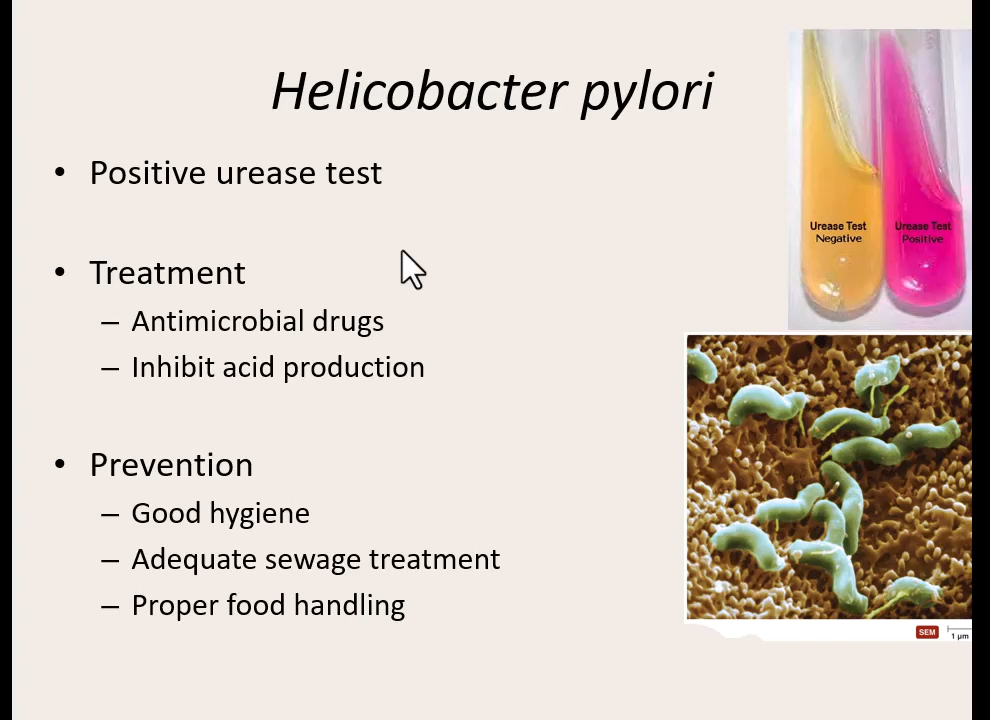 Helicobacter pylori
• Positive urease test
• Treatment
– Antimicrobial drugs
– Inhibit acid production
• Prevention
– Good hygiene
– Adequate sewage treatment
– Proper food handling
Urease Test
Negative
Urease Test
Positive
SEM
1 µm